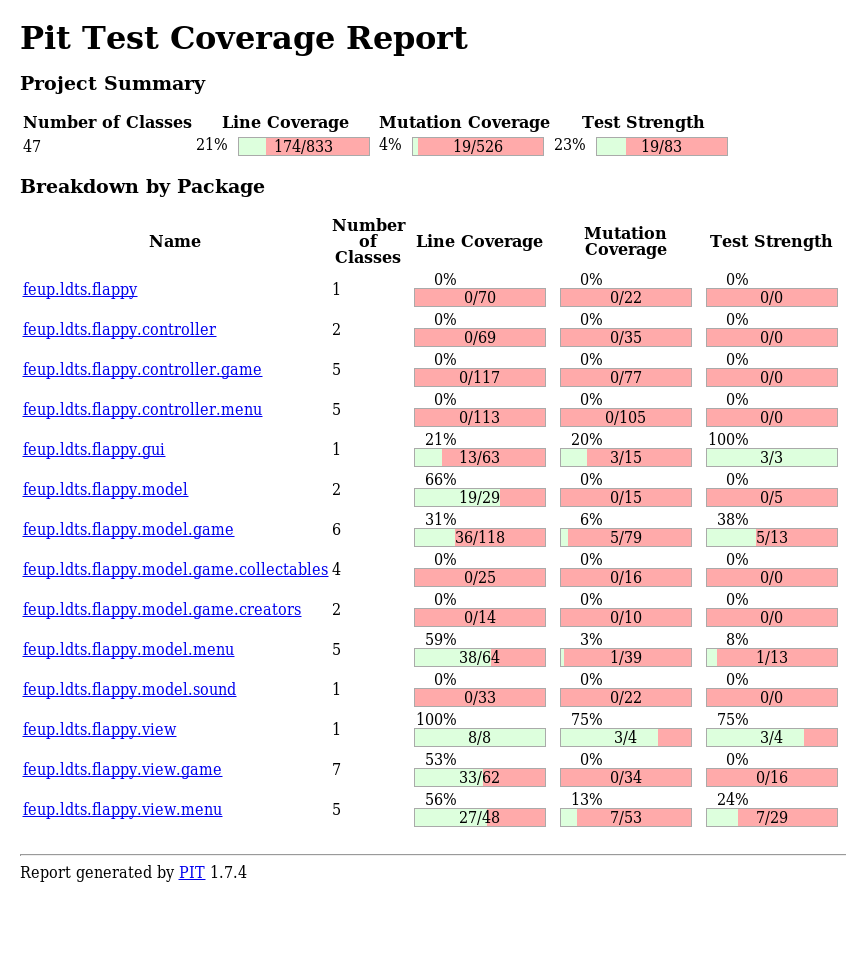 Pit Test Coverage Report
Project Summary
Number of Classes Line Coverage Mutation Coverage Test Strength
47 21% 174/833 4% 19/526 23% 19/83
Breakdown by Package
Name Number of Classes Line Coverage Mutation Coverage Test Strength
feup.ldts.flappy 1 0% 0/70 0% 0/22 0% 0/0
feup.ldts.flappy.controller 2 0% 0/69 0% 0/35 0% 0/0
feup.ldts.flappy.controller.game 5 0% 0/117 0% 0/77 0% 0/0
feup.ldts.flappy.controller.menu 5 0% 0/113 0% 0/105 0% 0/0
feup.ldts.flappy.gui 1 21% 13/63 20% 3/15 100% 3/3
feup.ldts.flappy.model 2 66% 19/29 0% 0/15 0% 0/5
feup.ldts.flappy.model.game 6 31% 36/118 6% 5/79 38% 5/13
feup.ldts.flappy.model.game.collectables 4 0% 0/25 0% 0/16 0% 0/0
feup.ldts.flappy.model.game.creators 2 0% 0/14 0% 0/10 0% 0/0
feup.ldts.flappy.model.menu 5 59% 38/64 3% 1/39 8% 1/13
feup.ldts.flappy.model.sound 1 0% 0/33 0% 0/22 0% 0/0
feup.ldts.flappy.view 1 100% 8/8 75% 3/4 75% 3/4
feup.ldts.flappy.view.game 7 53% 33/62 0% 0/34 0% 0/16
feup.ldts.flappy.view.menu 5 56% 27/48 13% 7/53 24% 7/29
Report generated by PIT 1.7.4